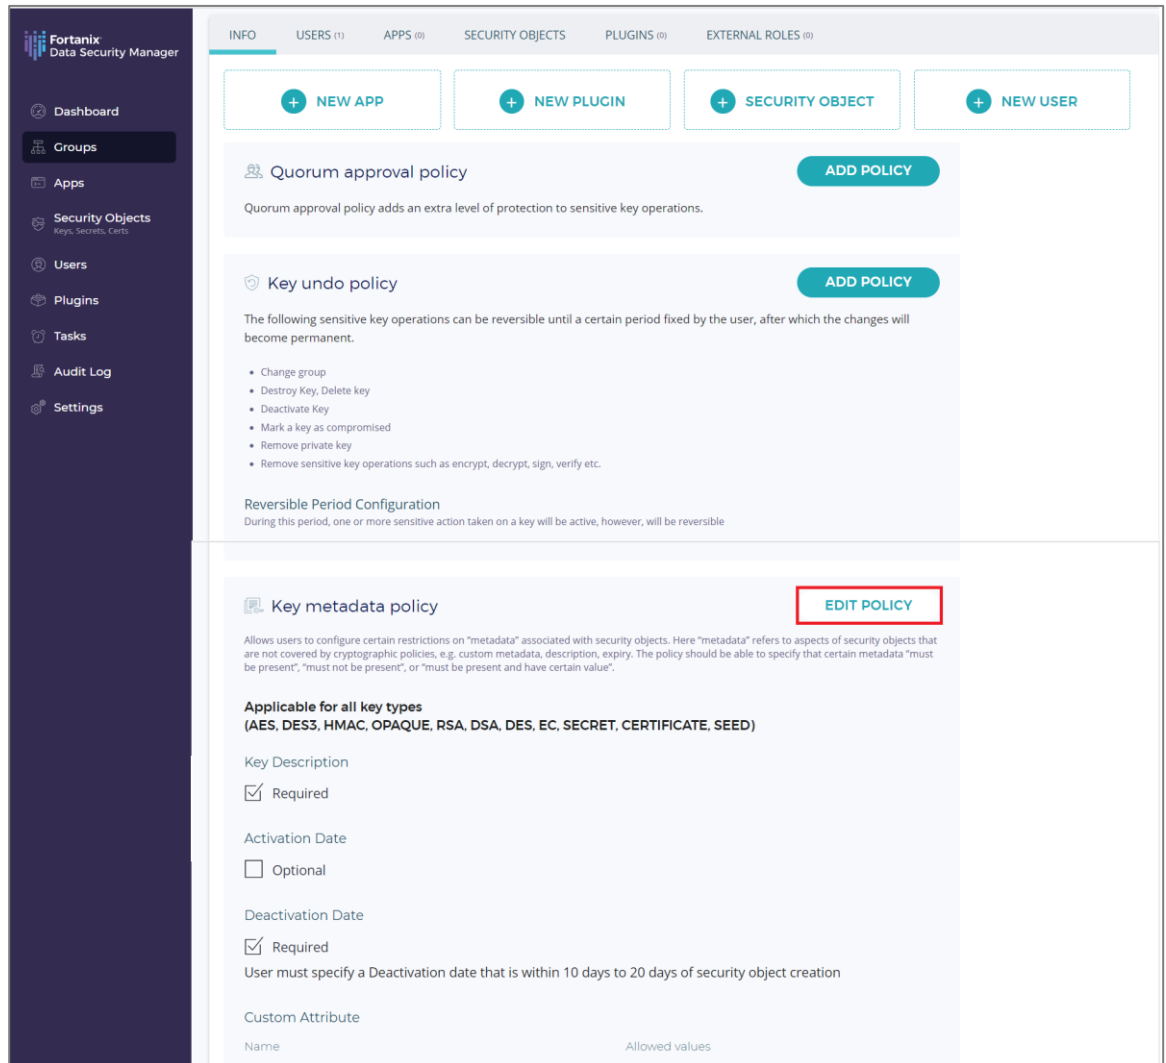 Fortanix
Data Security Manager
Dashboard
Groups
Apps
Security Objects
Keys, Secrets, Certs
Users
Plugins
Tasks
Audit Log
Settings
INFO
USERS (1)
APPS (0)
SECURITY OBJECTS
PLUGINS (0)
EXTERNAL ROLES (0)
NEW APP
NEW PLUGIN
SECURITY OBJECT
NEW USER
Quorum approval policy
ADD POLICY
Quorum approval policy adds an extra level of protection to sensitive key operations.
Key undo policy
ADD POLICY
The following sensitive key operations can be reversible until a certain period fixed by the user, after which the changes will
become permanent.
• Change group
• Destroy Key, Delete key
• Deactivate Key
• Mark a key as compromised
• Remove private key
• Remove sensitive key operations such as encrypt, decrypt, sign, verify etc.
Reversible Period Configuration
During this period, one or more sensitive action taken on a key will be active, however, will be reversible
Key metadata policy
EDIT POLICY
Allows users to configure certain restrictions on "metadata" associated with security objects. Here "metadata" refers to aspects of security objects that
are not covered by cryptographic policies, e.g. custom metadata, description, expiry. The policy should be able to specify that certain metadata "must
be present", "must not be present", or "must be present and have certain value".
Applicable for all key types
(AES, DES3, HMAC, OPAQUE, RSA, DSA, DES, EC, SECRET, CERTIFICATE, SEED)
Key Description
Required
Activation Date
Optional
Deactivation Date
Required
User must specify a Deactivation date that is within 10 days to 20 days of security object creation
Custom Attribute
Name
Allowed values